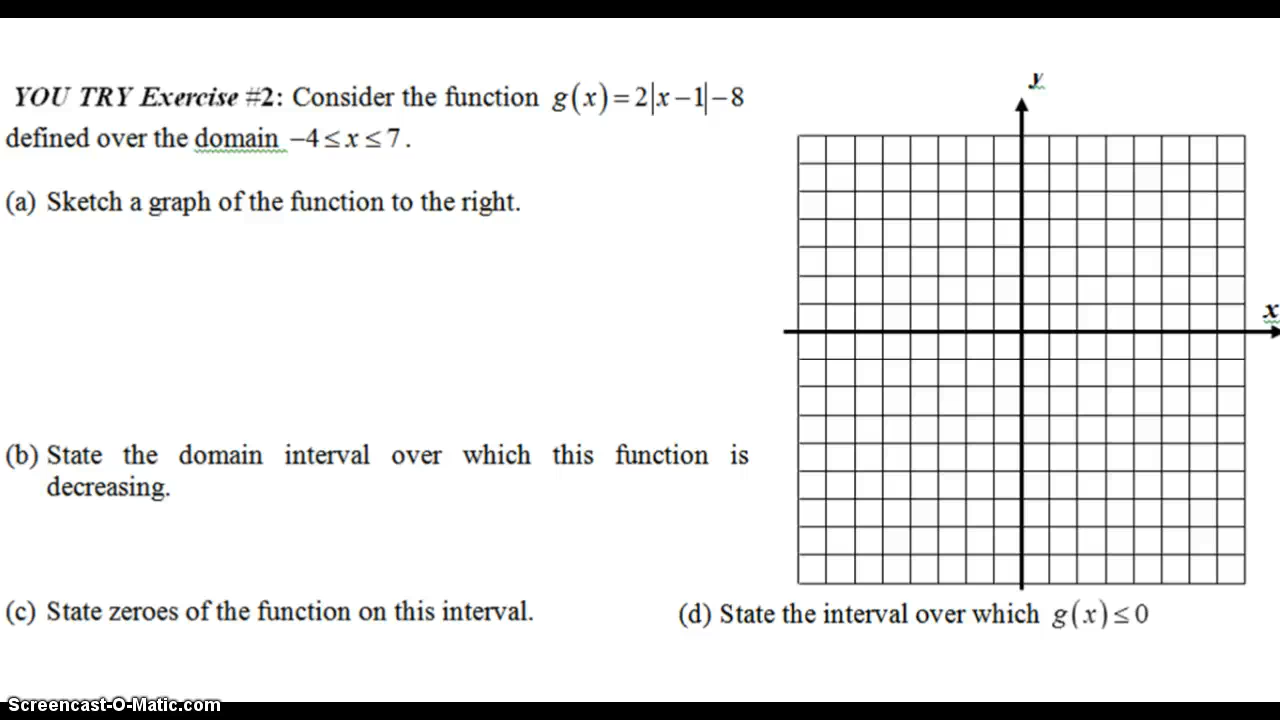 YOU TRY Exercise #2: Consider the function g(x)=2|x−1|−8
defined over the domain −4≤x≤7.
(a) Sketch a graph of the function to the right.
(b) State the domain interval over which this function is
decreasing.
(c) State zeroes of the function on this interval.
(d) State the interval over which g(x)≤0
y
x
Screencast-O-Matic.com